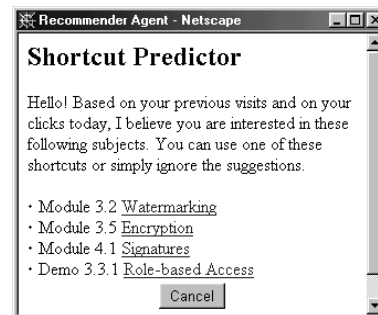 Recommender Agent - Netscape
Shortcut Predictor
Hello! Based on your previous visits and on your
clicks today, I believe you are interested in these
following subjects. You can use one of these
shortcuts or simply ignore the suggestions.
· Module 3.2 Watermarking
· Module 3.5 Encryption
· Module 4.1 Signatures
· Demo 3.3.1 Role-based Access
Cancel